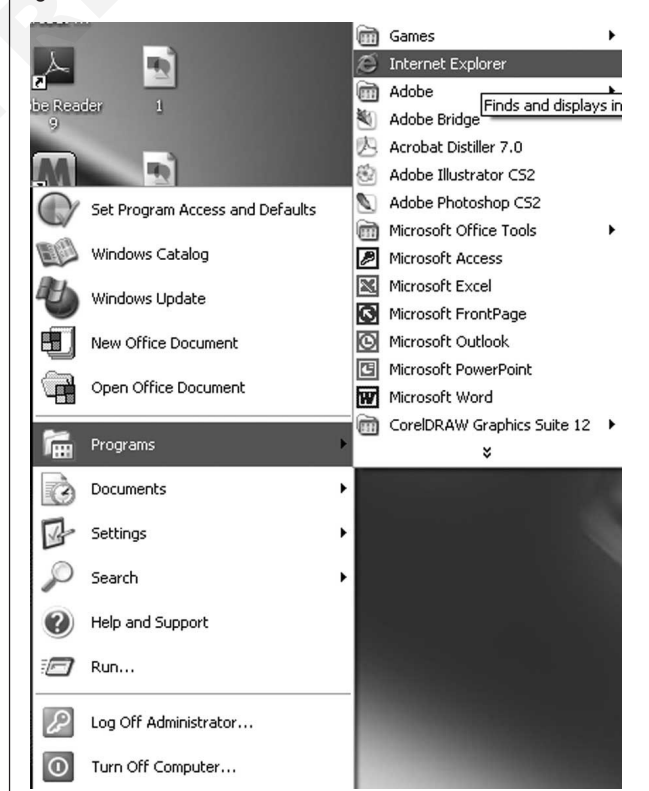 be Reader
9
1
Set Program Access and Defaults
Windows Catalog
Windows Update
New Office Document
Open Office Document
Programs
Documents
Settings
Search
Help and Support
Run...
Log Off Administrator...
Turn Off Computer...
Games
Internet Explorer
Adobe
Finds and displays in
Adobe Bridge
Acrobat Distiller 7.0
Adobe Illustrator CS2
Adobe Photoshop CS2
Microsoft Office Tools
Microsoft Access
Microsoft Excel
Microsoft FrontPage
Microsoft Outlook
Microsoft PowerPoint
Microsoft Word
CorelDRAW Graphics Suite 12